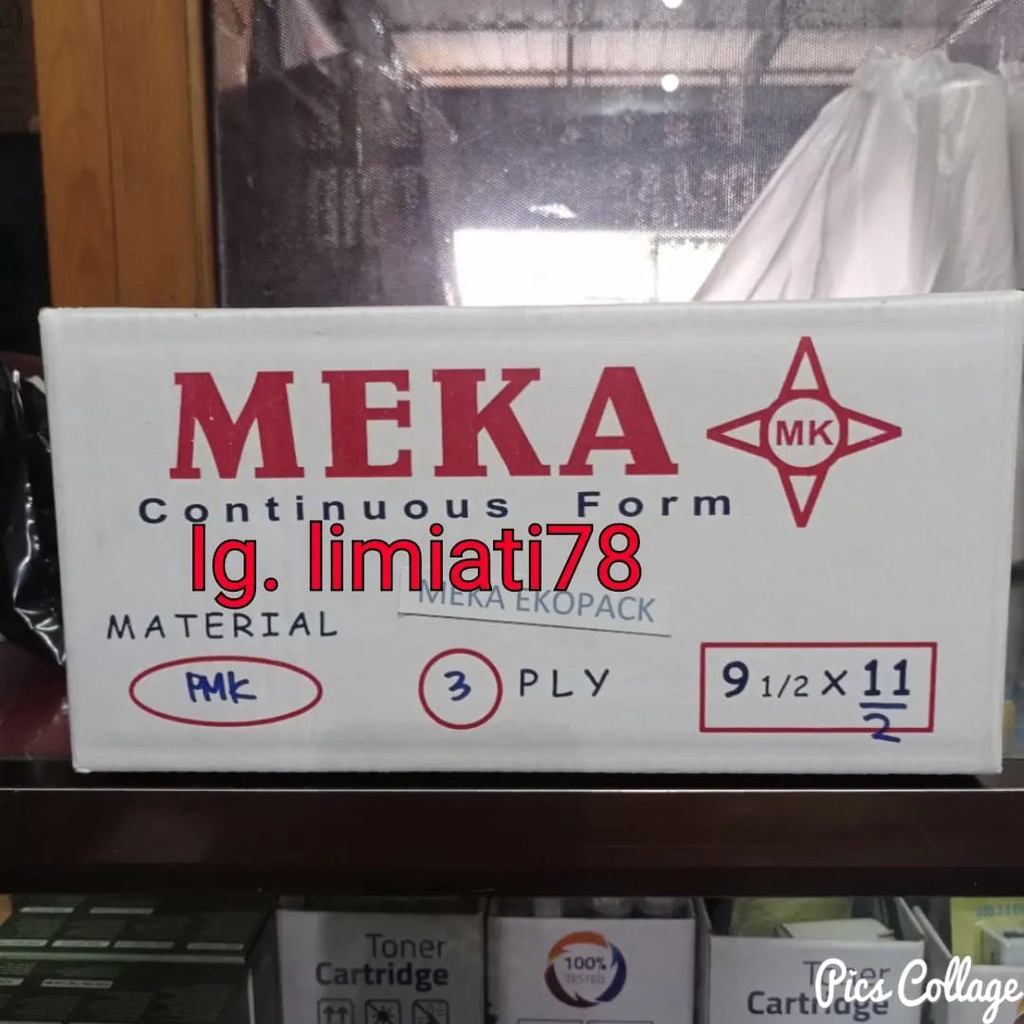 MEKA
MK
Continuous Form
Ig. limiati78
MEKA EKOPACK
MATERIAL
PMK
3 PLY
9 1/2 X 11
2
Toner
Cartridge
100%
TESTED
Toner
Cartridge
Pics Collage